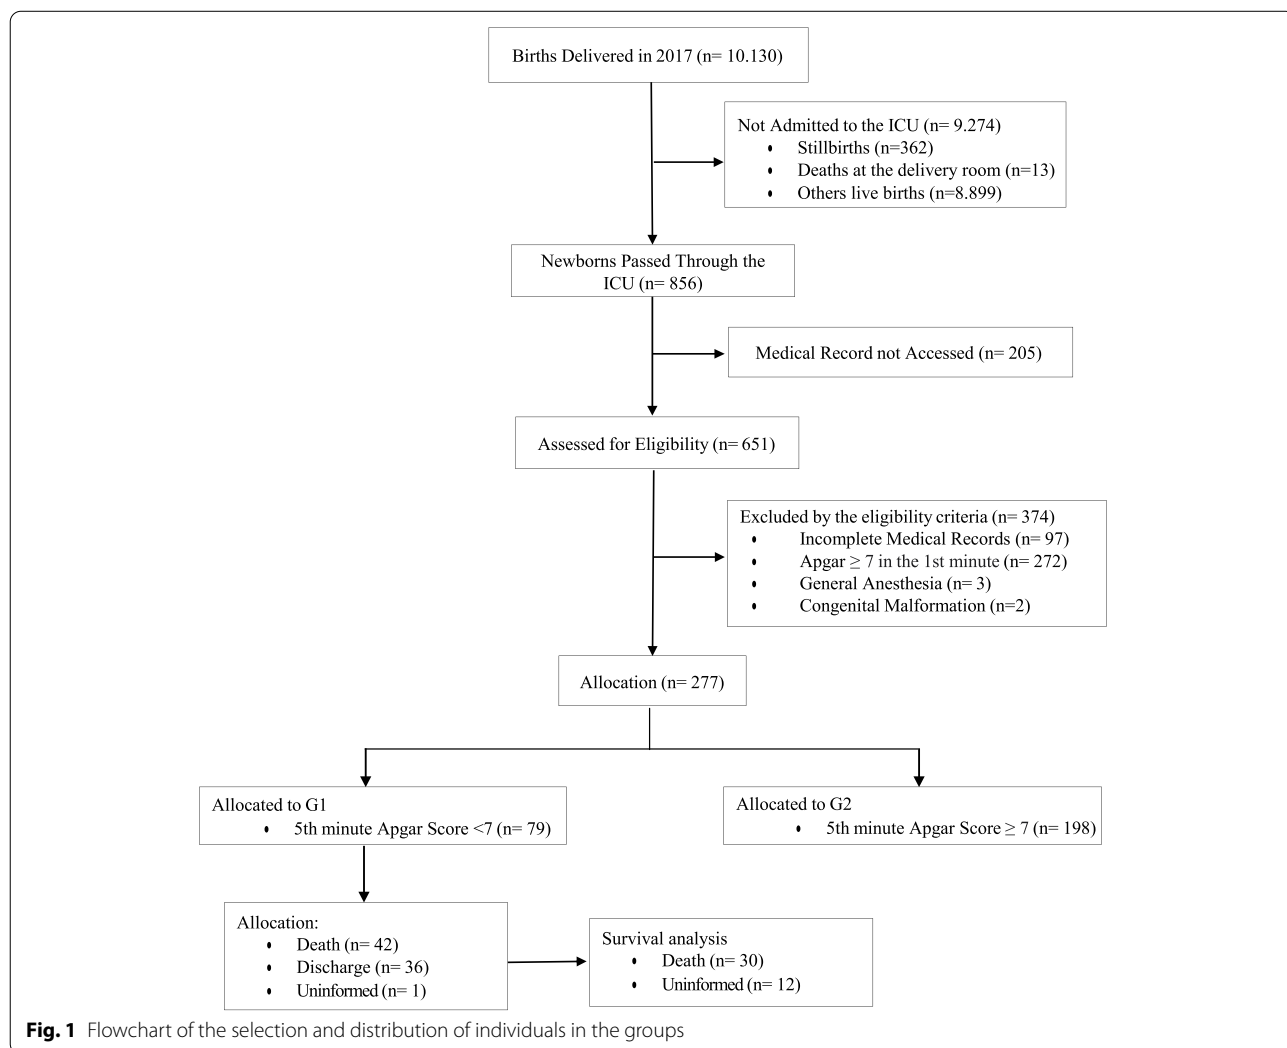 Births Delivered in 2017 (n= 10.130)
Not Admitted to the ICU (n= 9.274)
• Stillbirths (n=362)
• Deaths at the delivery room (n=13)
• Others live births (n=8.899)
Newborns Passed Through the
ICU (n= 856)
Medical Record not Accessed (n= 205)
Assessed for Eligibility (n= 651)
Excluded by the eligibility criteria (n= 374)
• Incomplete Medical Records (n= 97)
• Apgar ≥ 7 in the 1st minute (n= 272)
• General Anesthesia (n= 3)
• Congenital Malformation (n=2)
Allocation (n= 277)
Allocated to G1
• 5th minute Apgar Score <7 (n= 79)
Allocated to G2
• 5th minute Apgar Score ≥ 7 (n= 198)
Allocation:
• Death (n= 42)
• Discharge (n= 36)
• Uninformed (n= 1)
Survival analysis
• Death (n= 30)
• Uninformed (n= 12)
Fig. 1 Flowchart of the selection and distribution of individuals in the groups